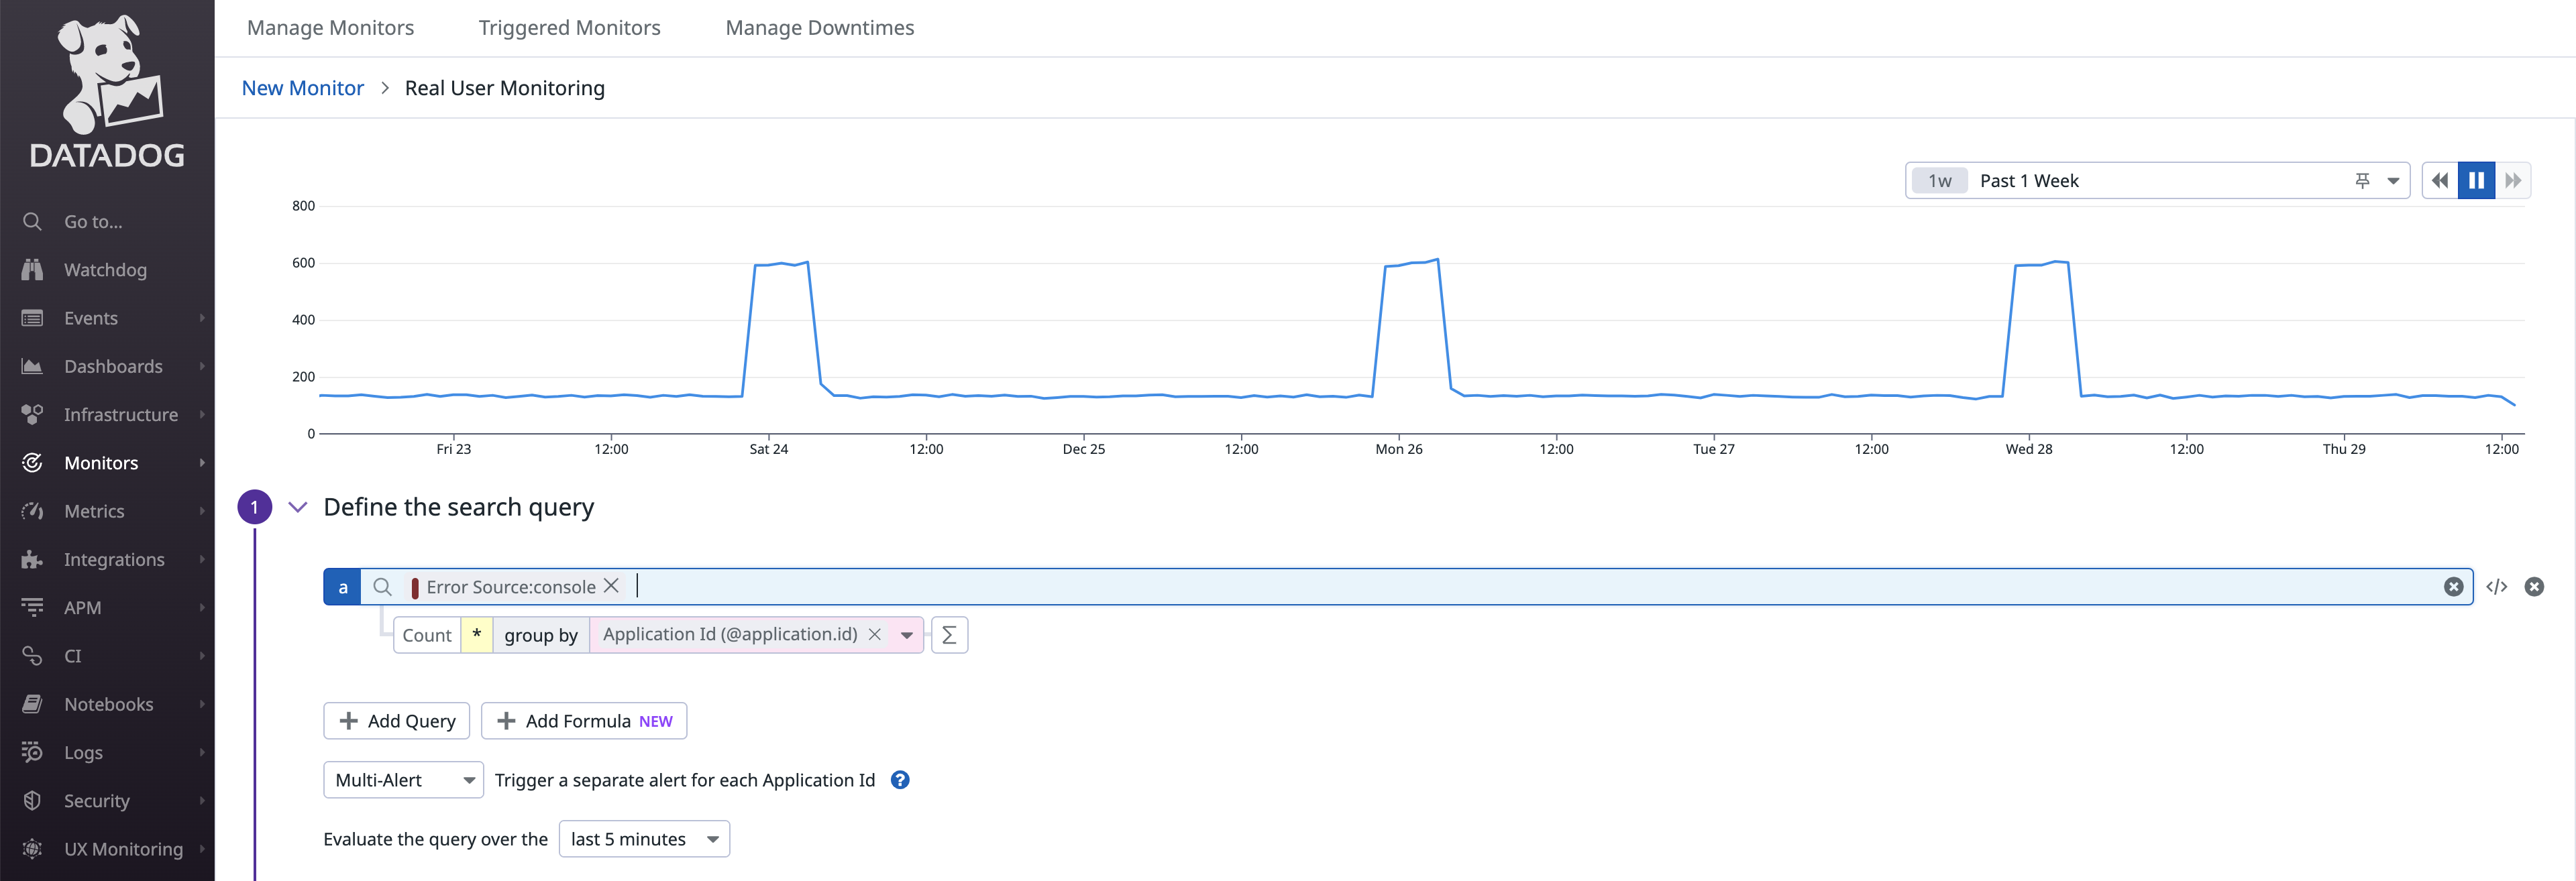 Manage Monitors Triggered Monitors Manage Downtimes
New Monitor > Real User Monitoring
DATADOG
Go to...
Watchdog
Events
Dashboards
Infrastructure
Monitors
Metrics
Integrations
APM
CI
Notebooks
Logs
Security
UX Monitoring
1w Past 1 Week
800
600
400
200
0
Fri 23 12:00 Sat 24 12:00 Dec 25 12:00 Mon 26 12:00 Tue 27 12:00 Wed 28 12:00 Thu 29 12:00
1 Define the search query
a Error Source:console
Count * group by Application Id (@application.id) Σ
+ Add Query + Add Formula NEW
Multi-Alert Trigger a separate alert for each Application Id ?
Evaluate the query over the last 5 minutes